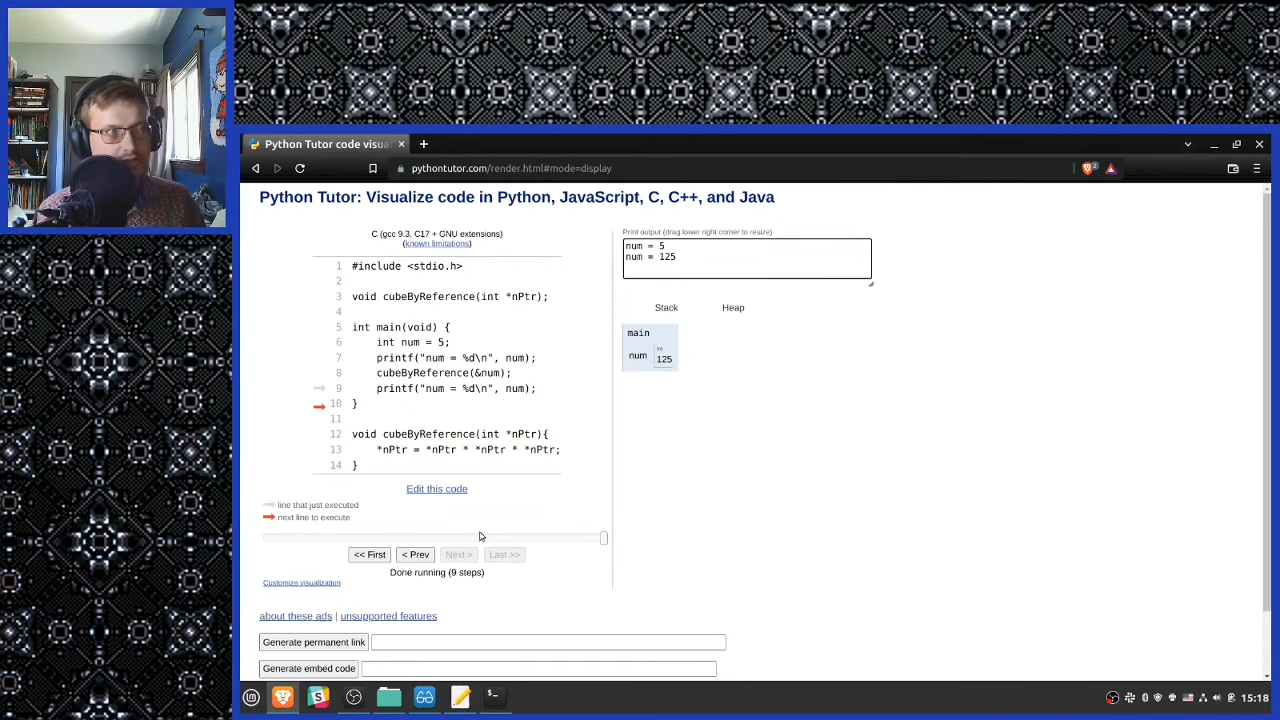 Python Tutor code visua
pythontutor.com/render.html#mode=display
2
Python Tutor: Visualize code in Python, JavaScript, C, C++, and Java
C (gcc 9.3, C17 + GNU extensions)
(known limitations)
1 #include <stdio.h>
2
3 void cubeByReference(int *nPtr);
4
5 int main(void) {
6 int num = 5;
7 printf("num = %d\n", num);
8 cubeByReference(&num);
9 printf("num = %d\n", num);
10 }
11
12 void cubeByReference(int *nPtr){
13 *nPtr = *nPtr * *nPtr * *nPtr;
14 }
Edit this code
line that just executed
next line to execute
<< First < Prev Next > Last >>
Done running (9 steps)
Customize visualization
Print output (drag lower right corner to resize)
num = 5
num = 125
Stack Heap
main
int
num 125
about these ads | unsupported features
Generate permanent link
Generate embed code
15:18